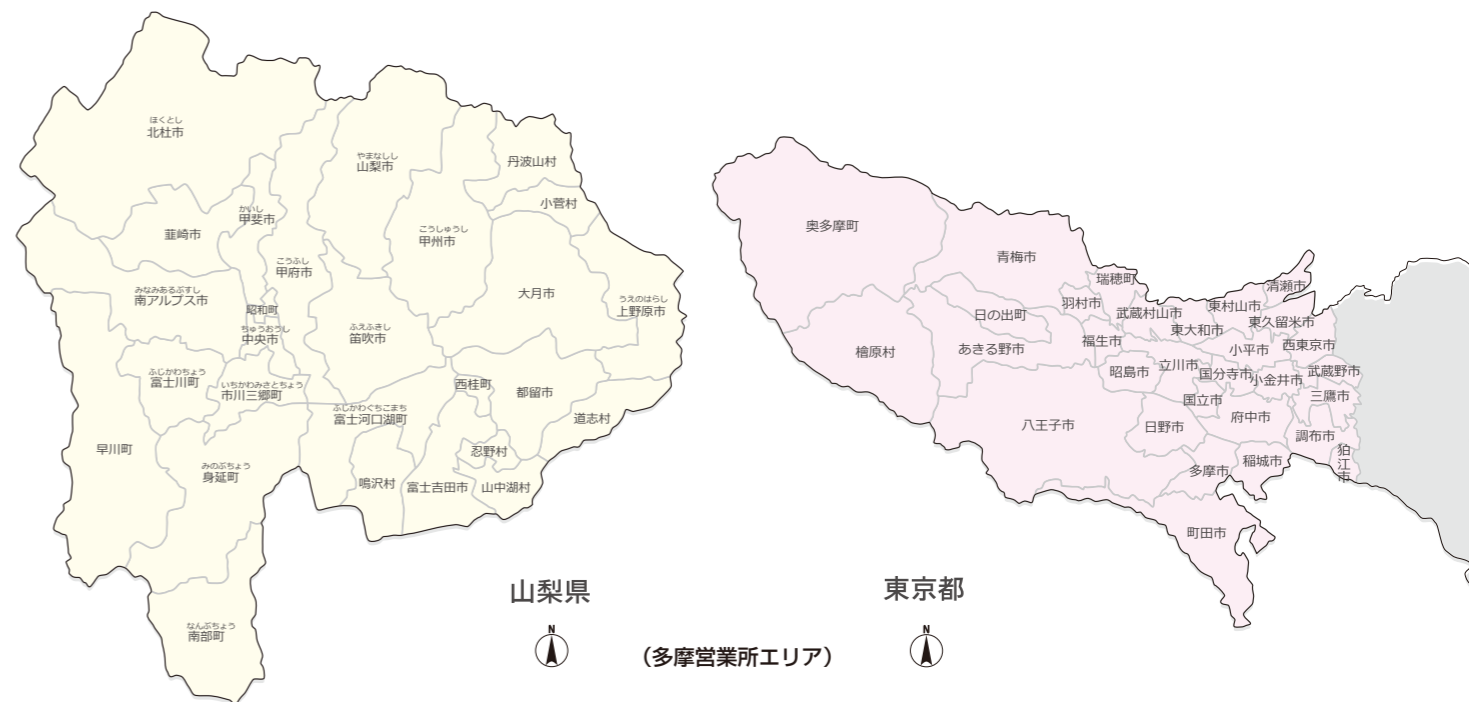 ほくとし
北杜市
やまなしし
山梨市
丹波山村
小菅村
かいし
甲斐市
韮崎市
こうしゅうし
甲州市
こうふし
甲府市
みなみあるぷすし
南アルプス市
大月市
うえのはらし
上野原市
昭和町
ちゅうおうし
中央市
ふえふきし
笛吹市
ふじかわちょう
富士川町
いちかわみさとちょう
市川三郷町
西桂町
都留市
ふじかわぐちこまち
富士河口湖町
道志村
早川町
忍野村
みのぶちょう
身延町
鳴沢村
富士吉田市
山中湖村
なんぶちょう
南部町
山梨県
N
奥多摩町
青梅市
瑞穂町
清瀬市
羽村市
武蔵村山市
東村山市
日の出町
東大和市
東久留米市
檜原村
あきる野市
福生市
小平市
西東京市
昭島市
立川市
国分寺市
小金井市
武蔵野市
国立市
三鷹市
八王子市
日野市
府中市
調布市
狛江市
多摩市
稲城市
町田市
東京都
N
（多摩営業所エリア）